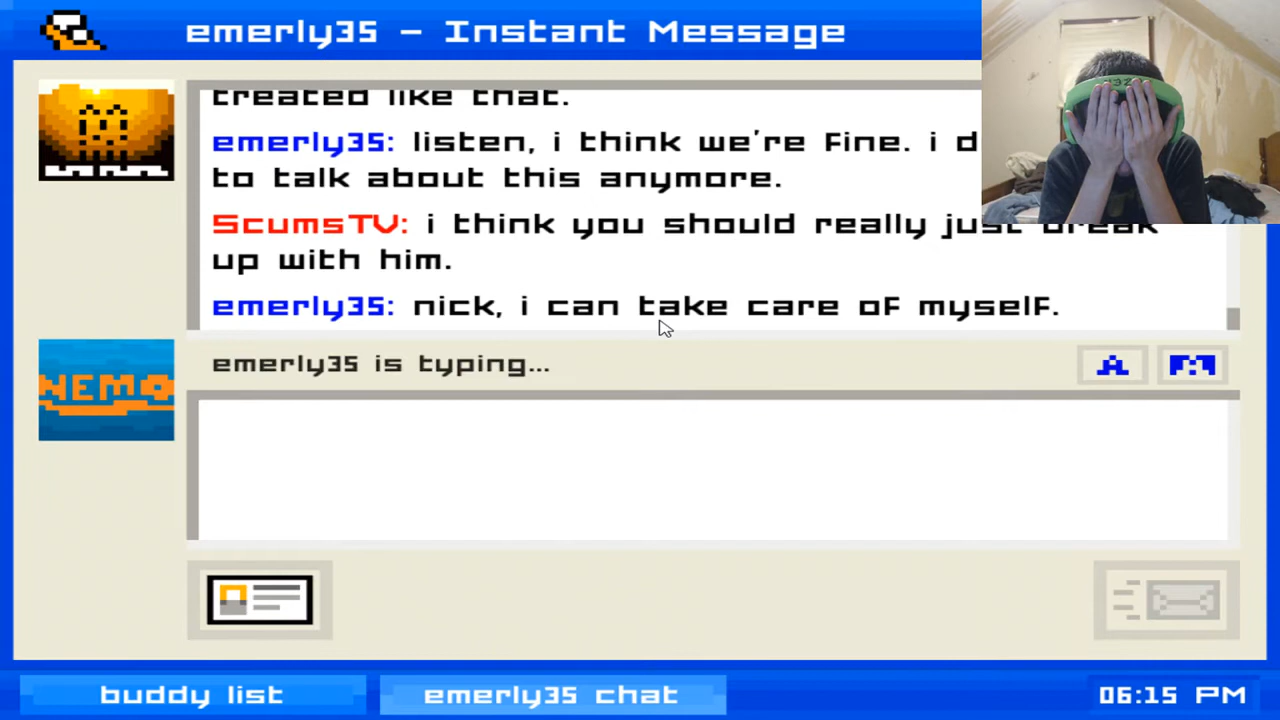 emerly35 - Instant Message
created like that.
emerly35: listen, i think we're fine. i d
to talk about this anymore.
ScumsTV: i think you should really just break
up with him.
emerly35: nick, i can take care of myself.
NEMO
emerly35 is typing...
buddy list
emerly35 chat
06:15 PM